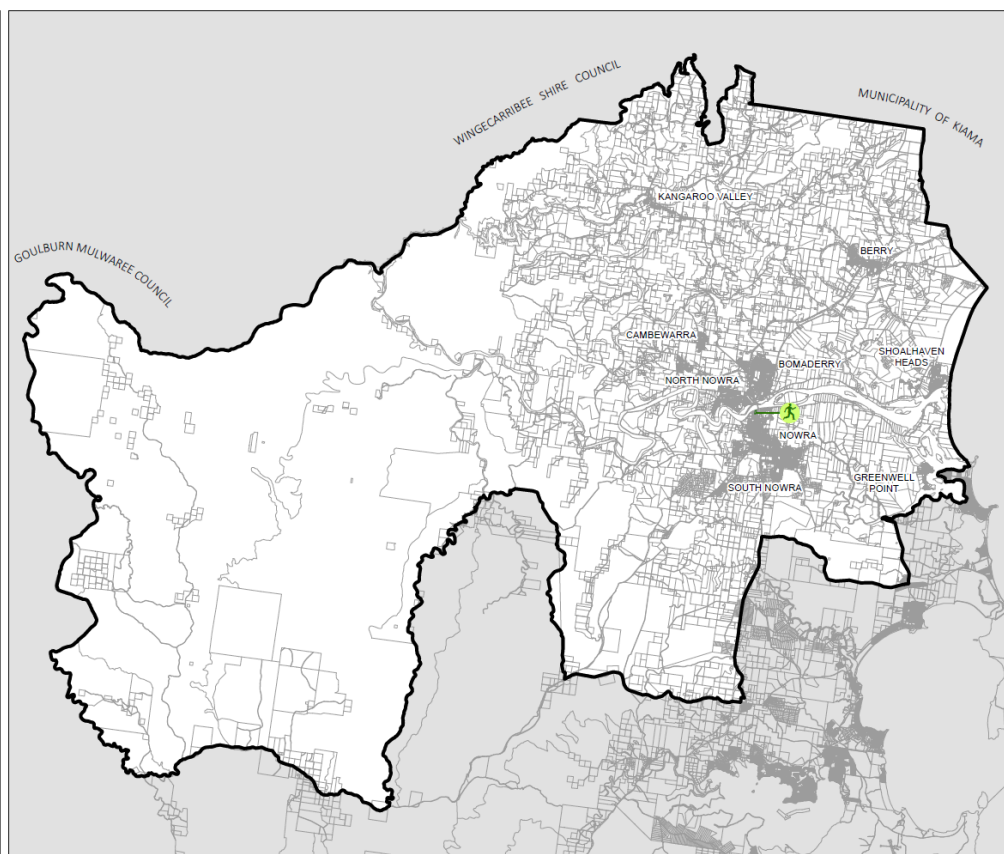 WINGECARRIBEE SHIRE COUNCIL
MUNICIPALITY OF KIAMA
GOULBURN MULWAREE COUNCIL
KANGAROO VALLEY
BERRY
CAMBEWARRA
BOMADERRY
SHOALHAVEN
HEADS
NORTH NOWRA
NOWRA
GREENWELL
POINT
SOUTH NOWRA